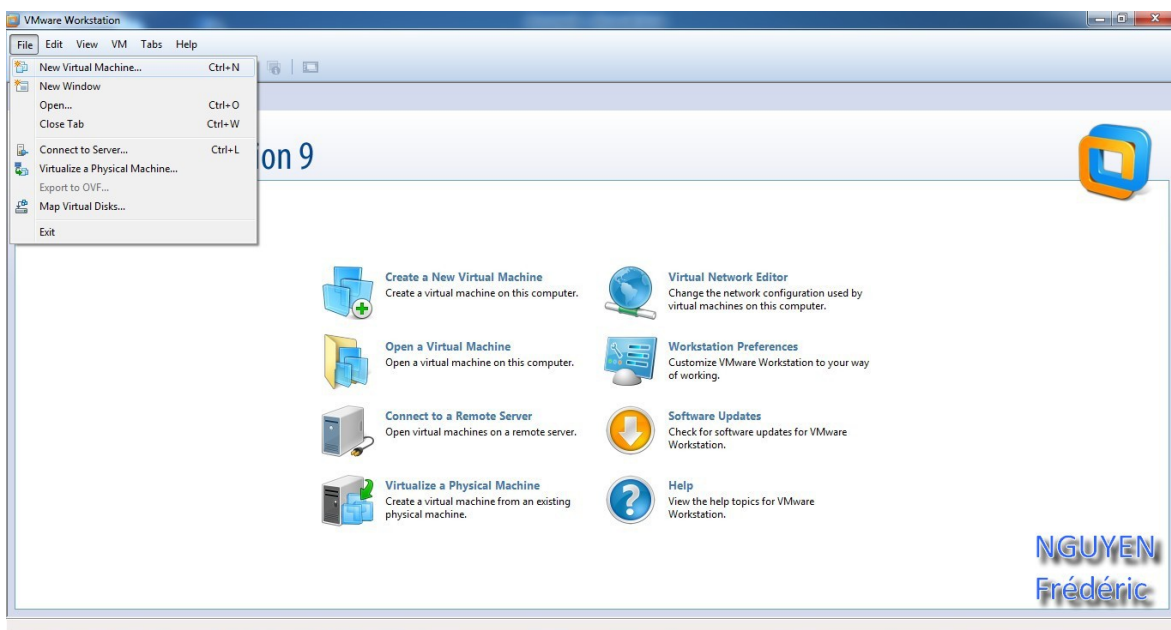 VMware Workstation
File Edit View VM Tabs Help
New Virtual Machine... Ctrl+N
New Window
Open... Ctrl+O
Close Tab Ctrl+W
Connect to Server... Ctrl+L
Virtualize a Physical Machine...
Export to OVF...
Map Virtual Disks...
Exit
ion 9
Create a New Virtual Machine
Create a virtual machine on this computer.
Open a Virtual Machine
Open a virtual machine on this computer.
Connect to a Remote Server
Open virtual machines on a remote server.
Virtualize a Physical Machine
Create a virtual machine from an existing
physical machine.
Virtual Network Editor
Change the network configuration used by
virtual machines on this computer.
Workstation Preferences
Customize VMware Workstation to your way
of working.
Software Updates
Check for software updates for VMware
Workstation.
Help
View the help topics for VMware
Workstation.
NGUYEN
Frédéric